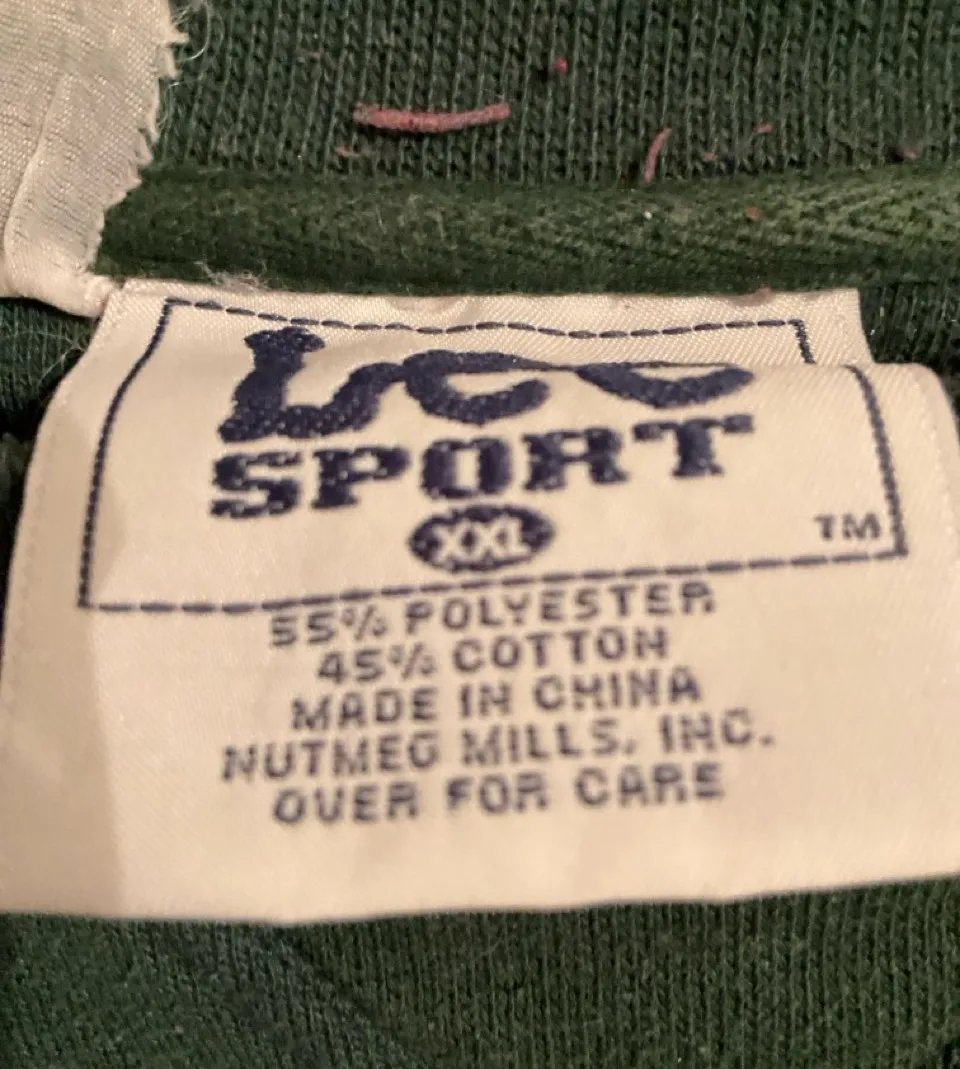 Lee
SPORT
XXL
TM
55% POLYESTER
45% COTTON
MADE IN CHINA
NUTMEG MILLS, INC.
OVER FOR CARE